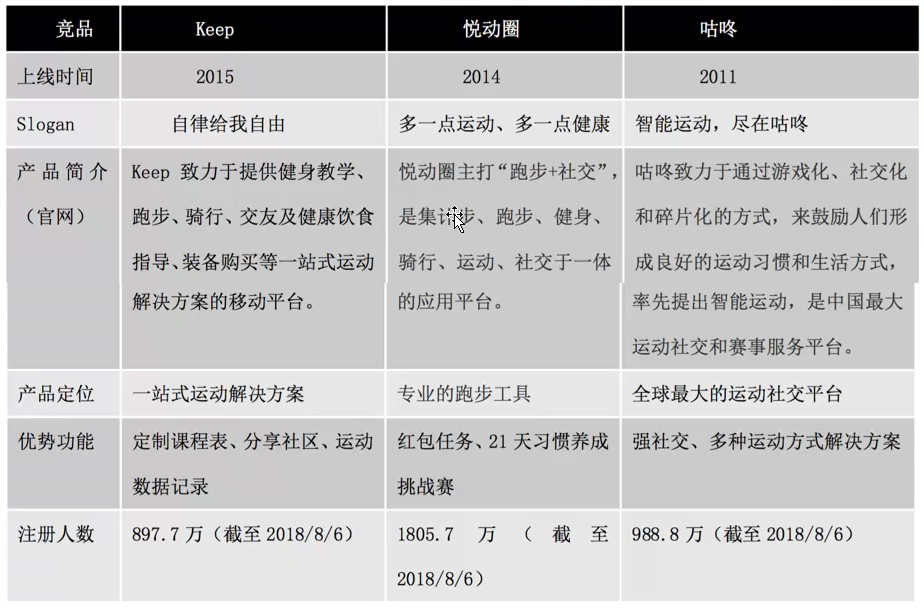 竞品 Keep 悦动圈 咕咚
上线时间 2015 2014 2011
Slogan 自律给我自由 多一点运动、多一点健康 智能运动，尽在咕咚
产品简介 Keep 致力于提供健身教学、 悦动圈主打“跑步+社交”， 咕咚致力于通过游戏化、社交化
（官网） 跑步、骑行、交友及健康饮食 是集计步、跑步、健身、 和碎片化的方式，来鼓励人们形
指导、装备购买等一站式运动 骑行、运动、社交于一体 成良好的运动习惯和生活方式，
解决方案的移动平台。 的应用平台。 率先提出智能运动，是中国最大
运动社交和赛事服务平台。
产品定位 一站式运动解决方案 专业的跑步工具 全球最大的运动社交平台
优势功能 定制课程表、分享社区、运动 红包任务、21 天习惯养成 强社交、多种运动方式解决方案
数据记录 挑战赛
注册人数 897.7 万（截至 2018/8/6） 1805.7 万（截至 988.8 万（截至 2018/8/6）
2018/8/6）